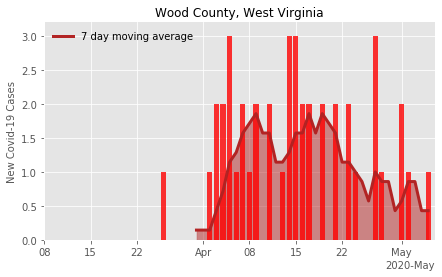 Wood County, West Virginia
7 day moving average
New Covid-19 Cases
3.0
2.5
2.0
1.5
1.0
0.5
0.0
08 15 22 Apr 08 15 22 May
2020-May